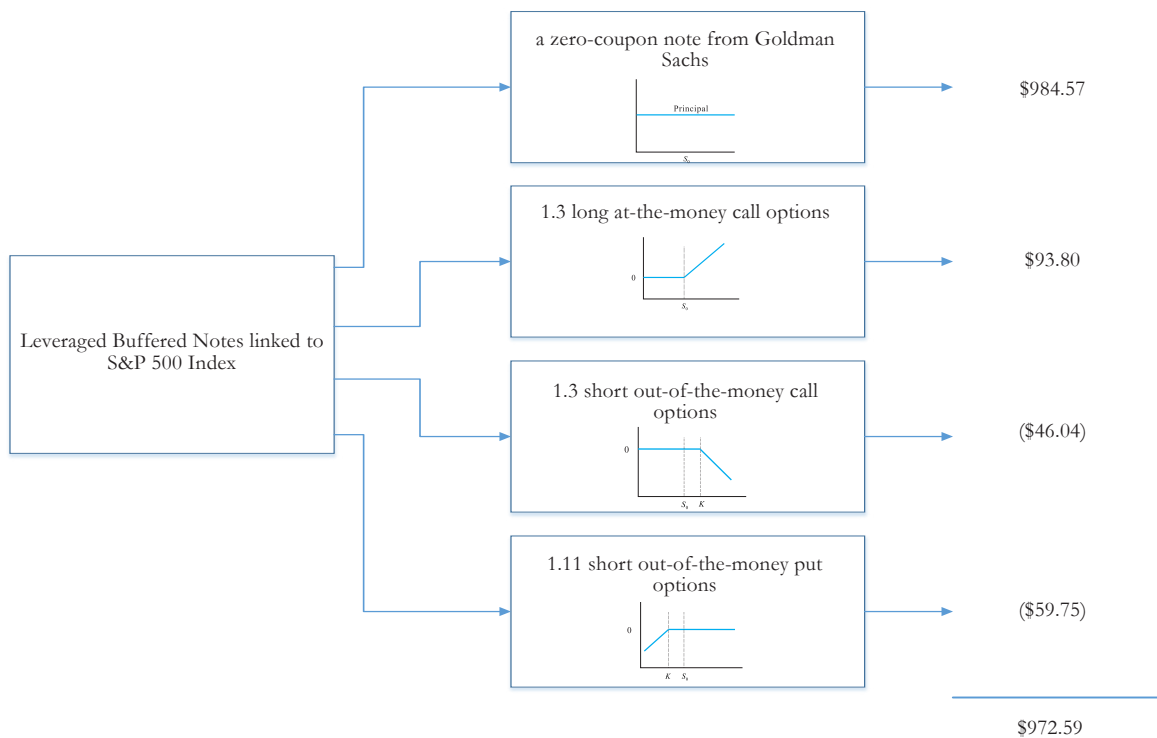 a zero-coupon note from Goldman
Sachs
Principal
S₀
$984.57
1.3 long at-the-money call options
0
S₀
$93.80
Leveraged Buffered Notes linked to
S&P 500 Index
1.3 short out-of-the-money call
options
0
S₀ K
($46.04)
1.11 short out-of-the-money put
options
0
K S₀
($59.75)
$972.59